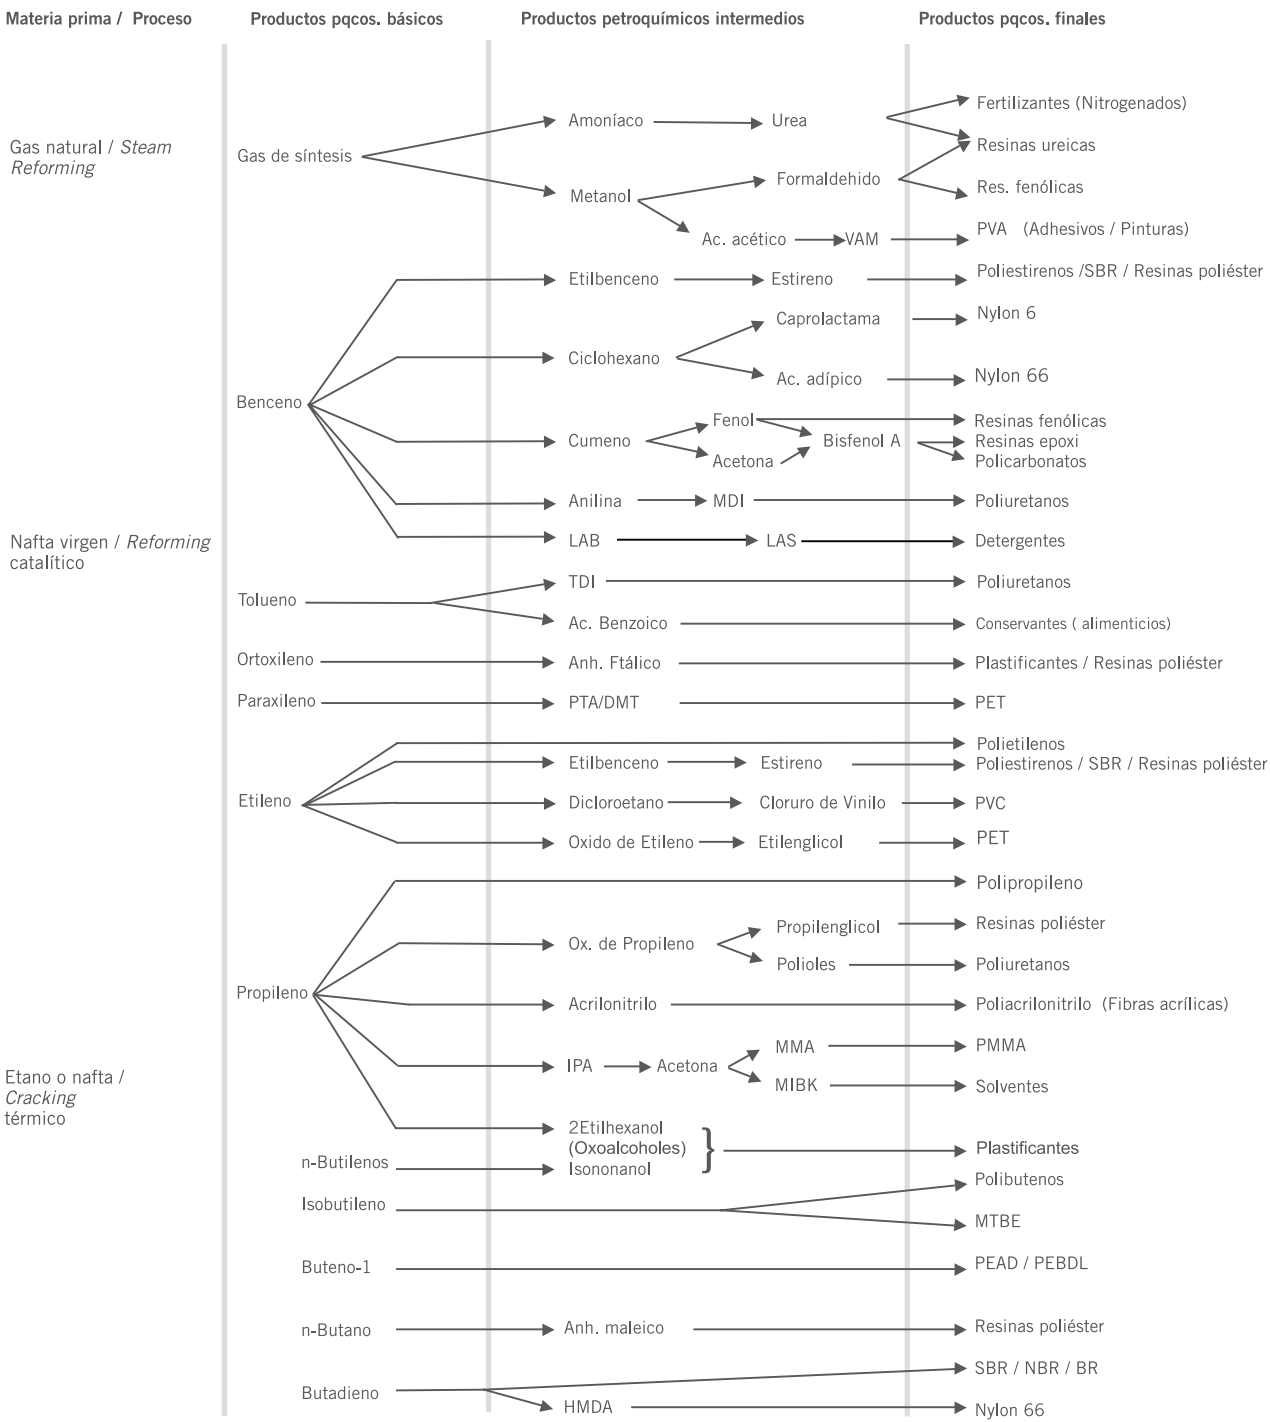 Materia prima / Proceso
Productos pqcos. básicos
Productos petroquímicos intermedios
Productos pqcos. finales
Gas natural / Steam
Reforming
Gas de síntesis
Amoníaco
Urea
Fertilizantes (Nitrogenados)
Resinas ureicas
Metanol
Formaldehido
Res. fenólicas
Ac. acético
VAM
PVA (Adhesivos / Pinturas)
Nafta virgen / Reforming
catalítico
Benceno
Etilbenceno
Estireno
Poliestirenos /SBR / Resinas poliéster
Ciclohexano
Caprolactama
Nylon 6
Ac. adípico
Nylon 66
Cumeno
Fenol
Acetona
Bisfenol A
Resinas fenólicas
Resinas epoxi
Policarbonatos
Anilina
MDI
Poliuretanos
LAB
LAS
Detergentes
Tolueno
TDI
Poliuretanos
Ac. Benzoico
Conservantes ( alimenticios)
Ortoxileno
Anh. Ftálico
Plastificantes / Resinas poliéster
Paraxileno
PTA/DMT
PET
Etano o nafta /
Cracking
térmico
Etileno
Polietilenos
Etilbenceno
Estireno
Poliestirenos / SBR / Resinas poliéster
Dicloroetano
Cloruro de Vinilo
PVC
Oxido de Etileno
Etilenglicol
PET
Propileno
Polipropileno
Ox. de Propileno
Propilenglicol
Resinas poliéster
Polioles
Poliuretanos
Acrilonitrilo
Poliacrilonitrilo (Fibras acrílicas)
IPA
Acetona
MMA
PMMA
MIBK
Solventes
2Etilhexanol
(Oxoalcoholes)
Plastificantes
n-Butilenos
Isononanol
Isobutileno
Polibutenos
MTBE
Buteno-1
PEAD / PEBDL
n-Butano
Anh. maleico
Resinas poliéster
Butadieno
SBR / NBR / BR
HMDA
Nylon 66